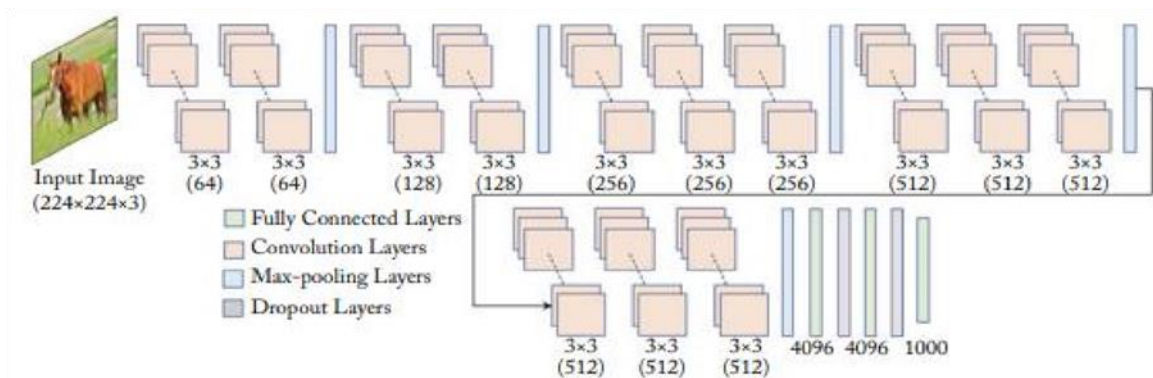 3×3 3×3 3×3 3×3 3×3 3×3 3×3 3×3 3×3 3×3
(64) (64) (128) (128) (256) (256) (256) (512) (512) (512)
Input Image
(224×224×3)
Fully Connected Layers
Convolution Layers
Max-pooling Layers
Dropout Layers
3×3 3×3 3×3
(512) (512) (512)
4096 4096 1000